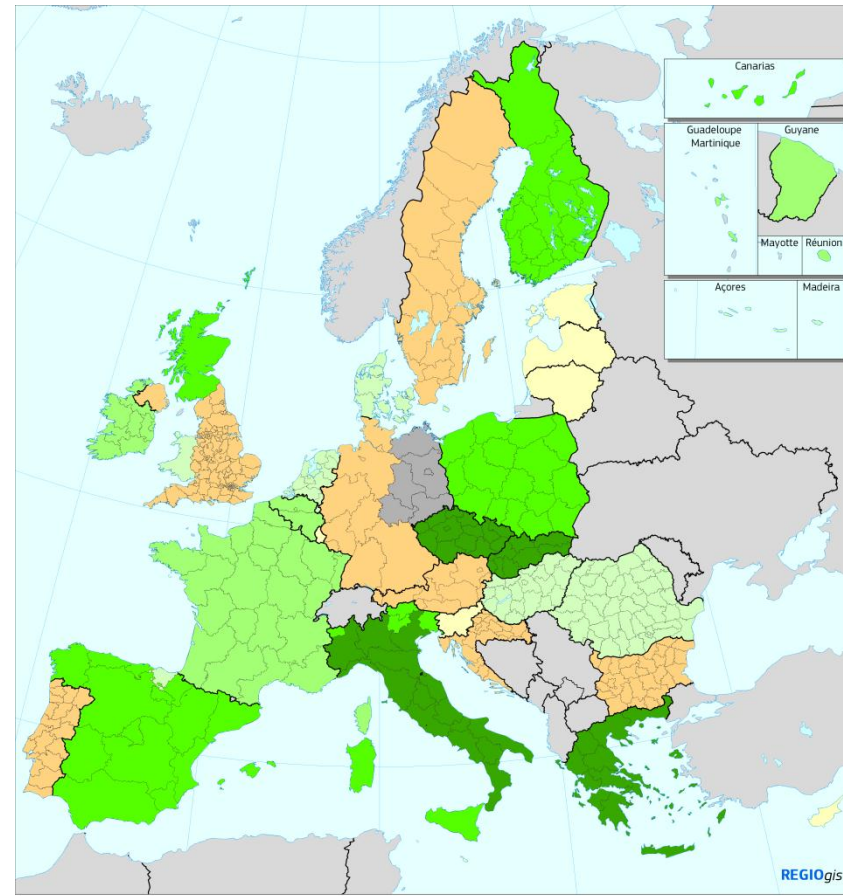 Canarias
Guadeloupe
Martinique
Guyane
Mayotte
Réunion
Açores
Madeira
REGIOgis